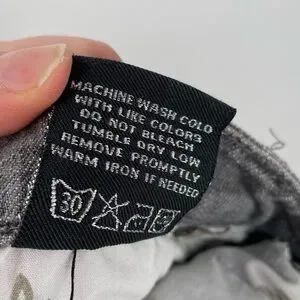 MACHINE WASH COLD
WITH LIKE COLORS
DO NOT BLEACH
TUMBLE DRY LOW
REMOVE PROMPTLY
WARM IRON IF NEEDED
30